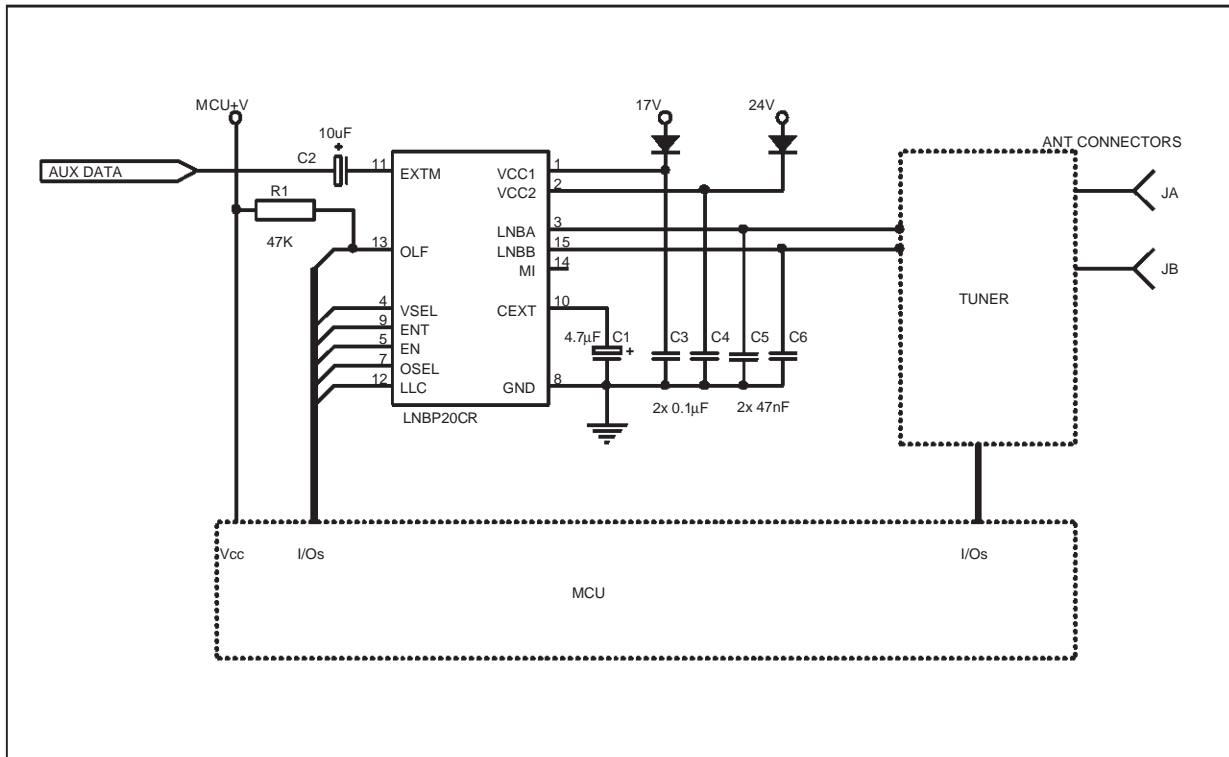 MCU+V
17V
24V
10uF
+
ANT CONNECTORS
C2
11
1
AUX DATA
EXTM
VCC1
JA
2
VCC2
R1
3
LNBA
47K
13
15
OLF
LNBB
14
MI
JB
TUNER
4
10
VSEL
CEXT
9
4.7µF
C1
C3
C4
C5
C6
ENT
+
5
EN
7
OSEL
12
8
LLC
GND
2x 0.1µF
2x 47nF
LNBP20CR
Vcc
I/Os
I/Os
MCU